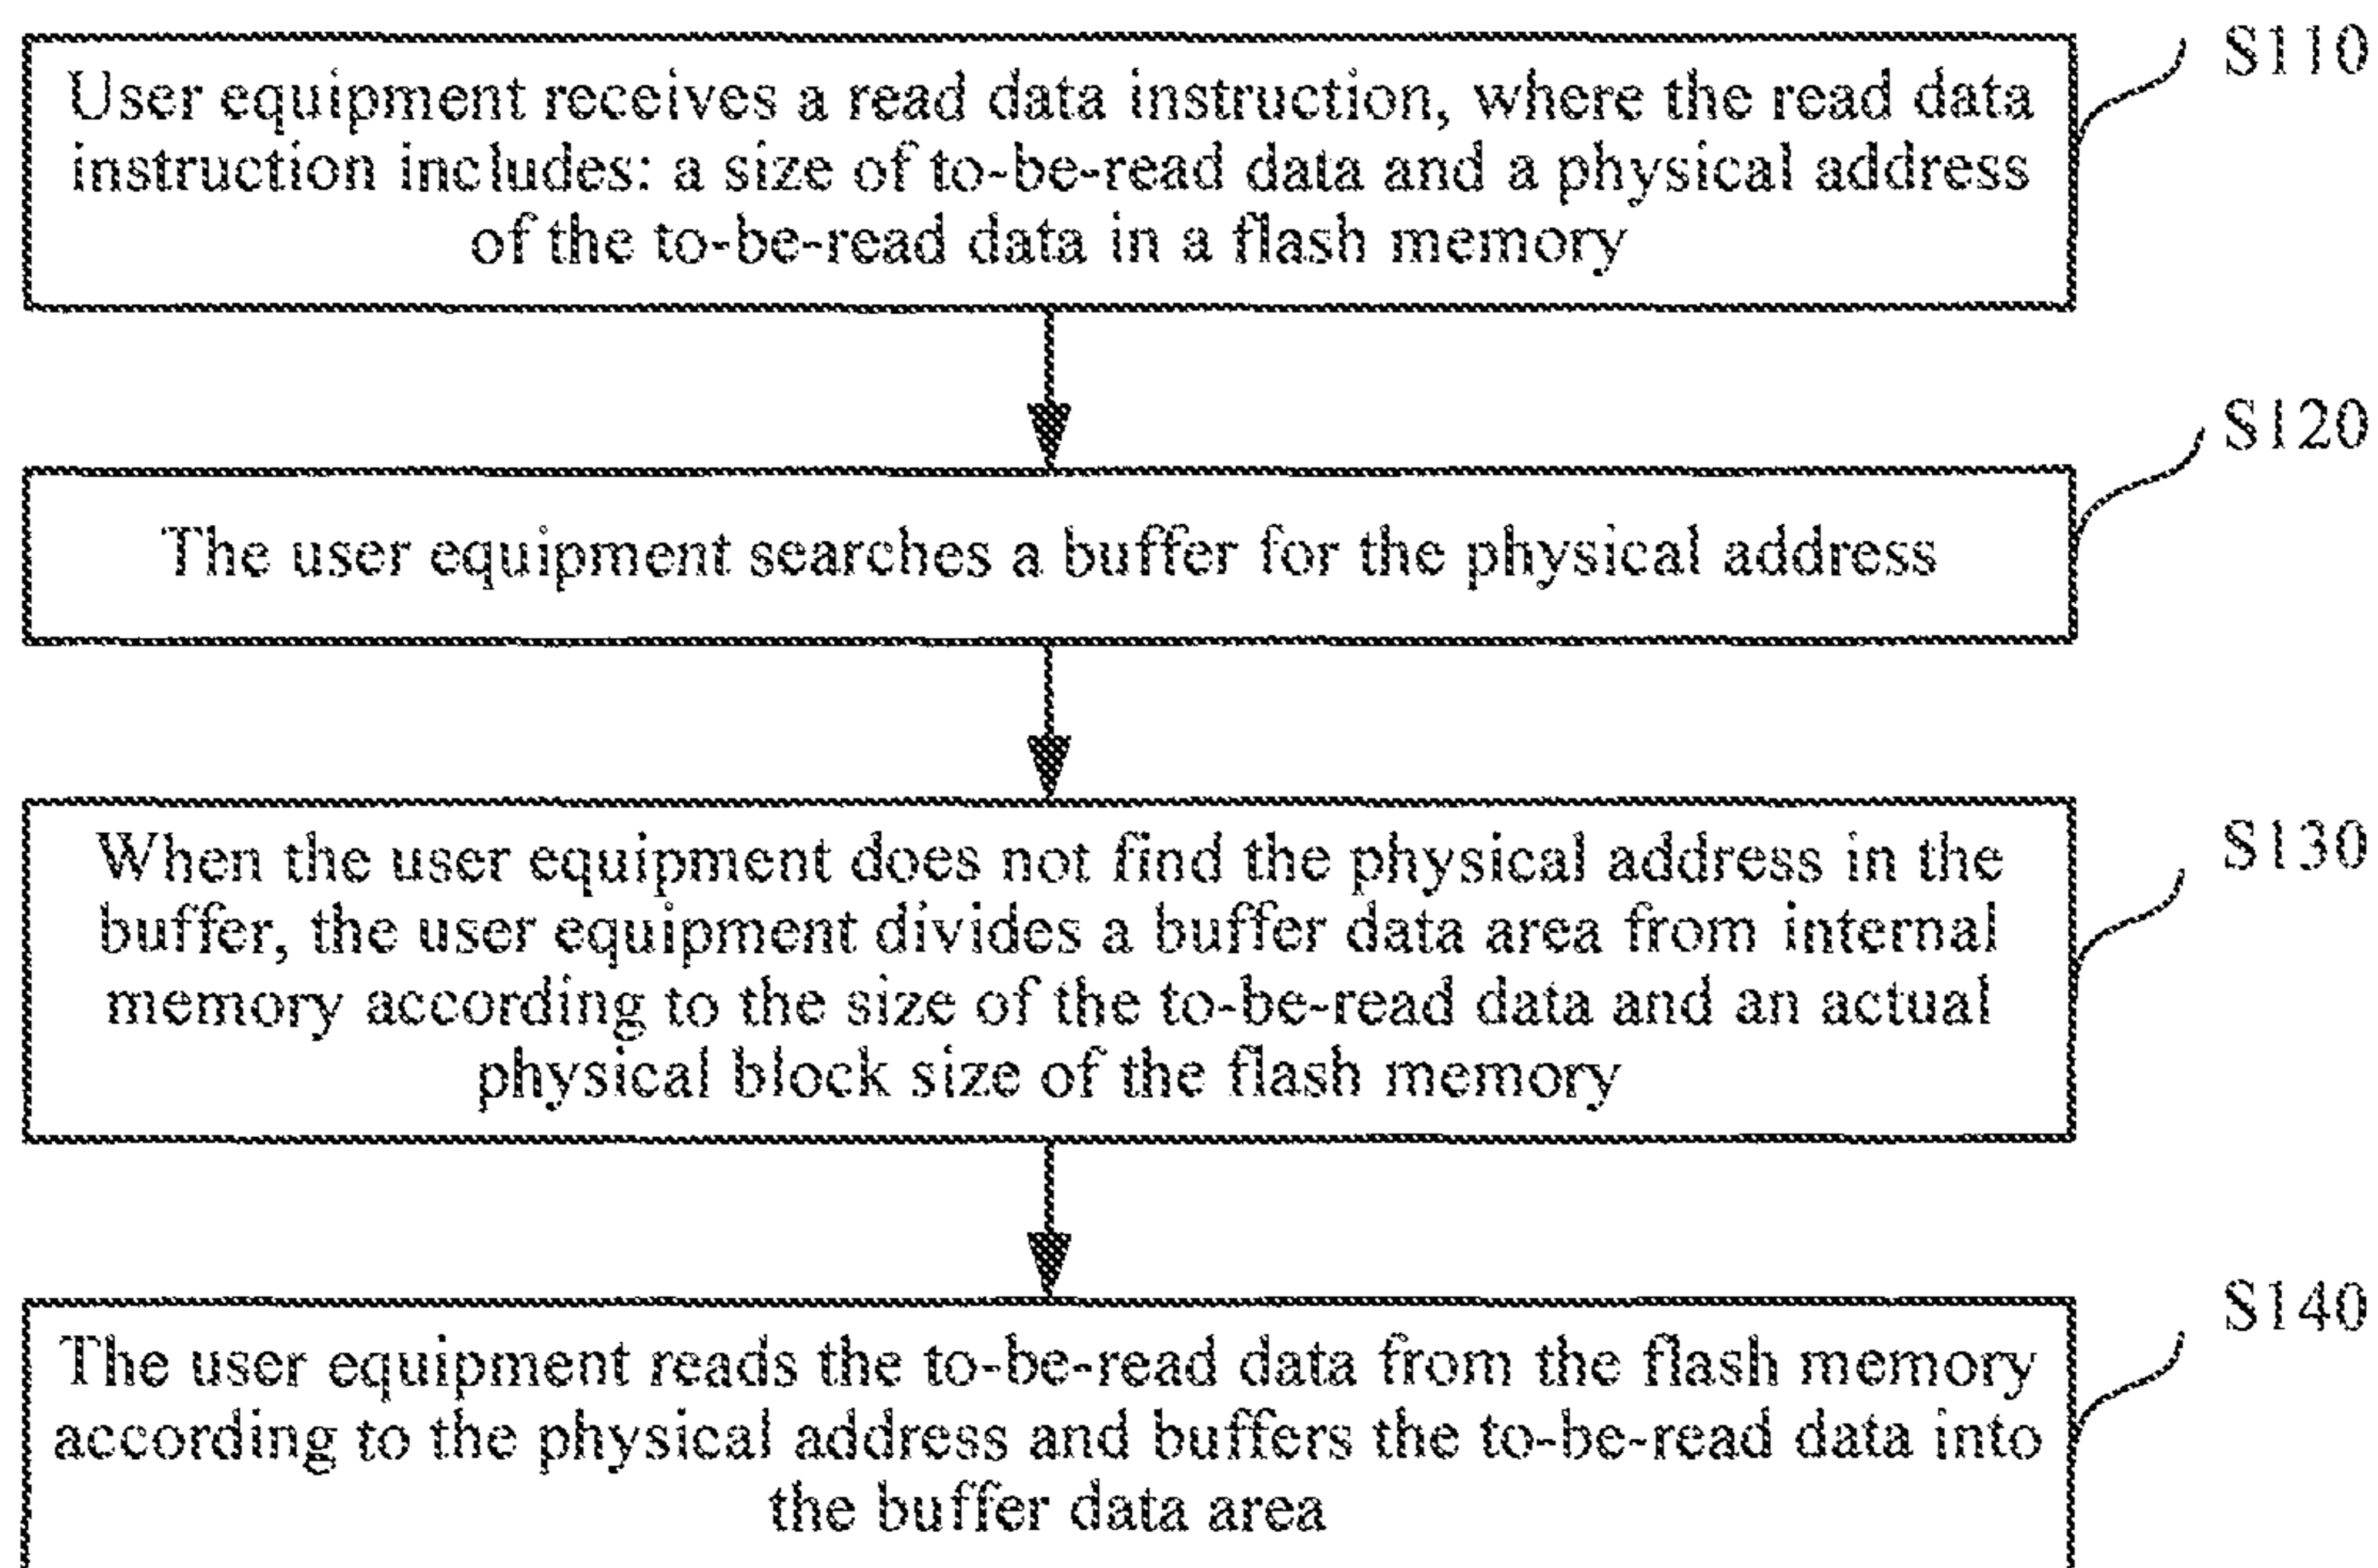 S110
User equipment receives a read data instruction, where the read data
instruction includes: a size of to-be-read data and a physical address
of the to-be-read data in a flash memory
S120
The user equipment searches a buffer for the physical address
S130
When the user equipment does not find the physical address in the
buffer, the user equipment divides a buffer data area from internal
memory according to the size of the to-be-read data and an actual
physical block size of the flash memory
S140
The user equipment reads the to-be-read data from the flash memory
according to the physical address and buffers the to-be-read data into
the buffer data area